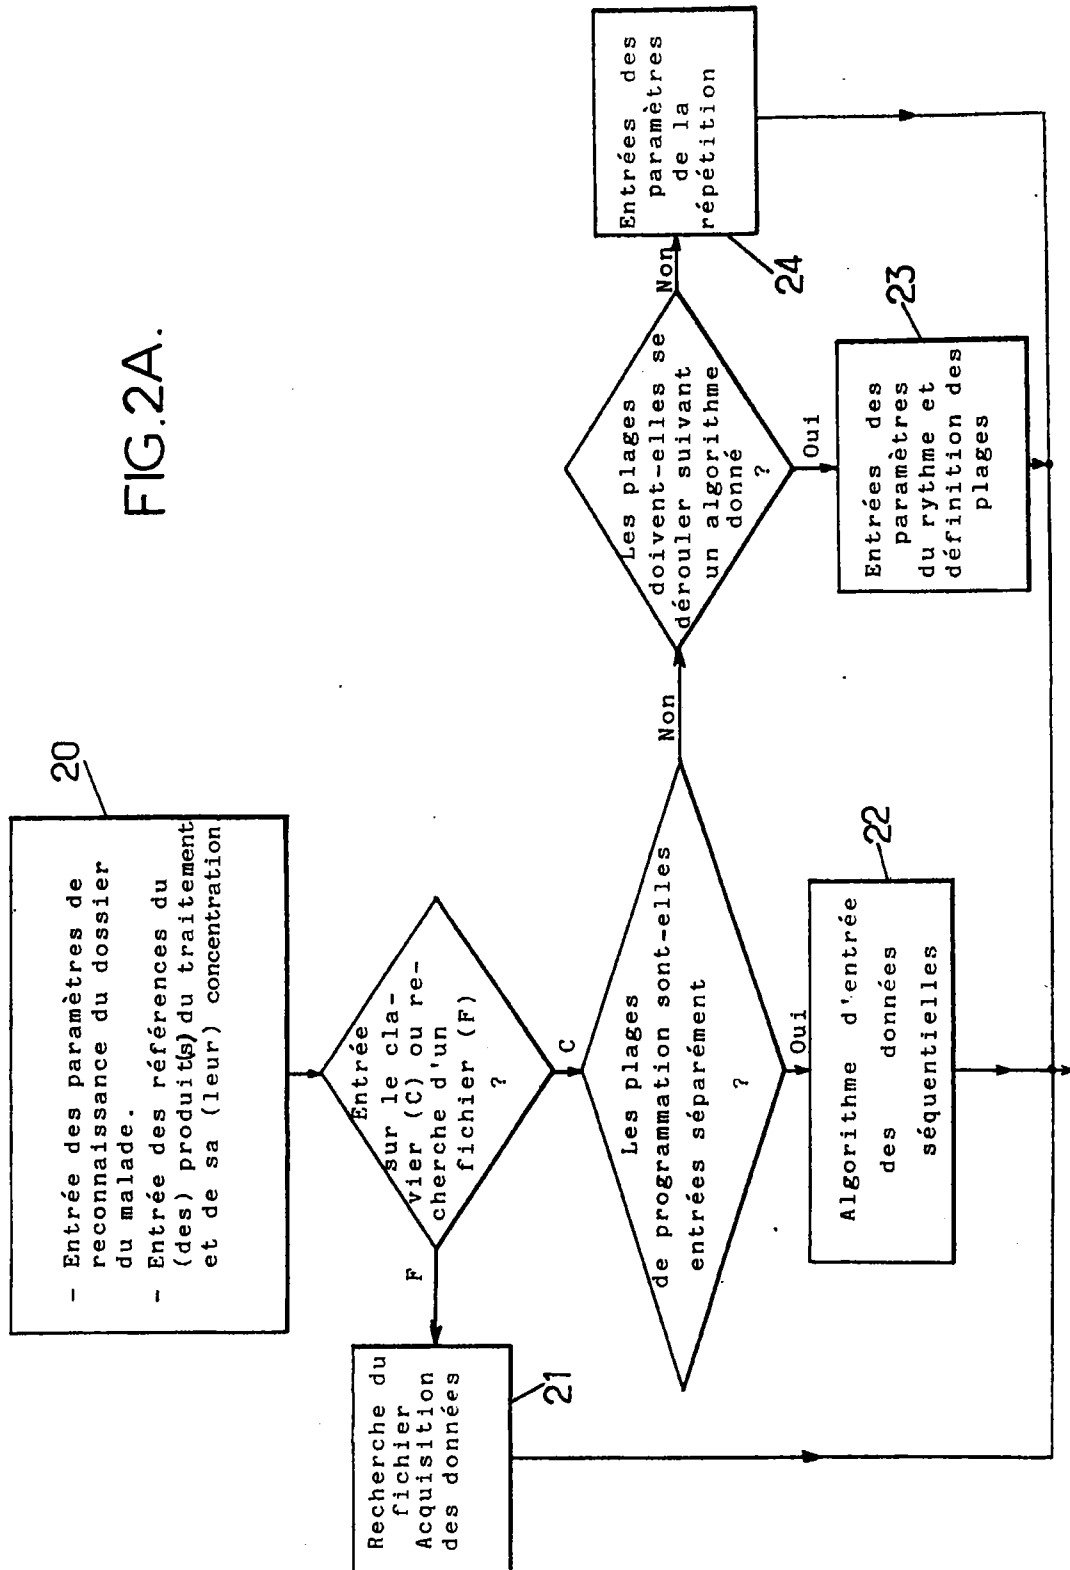 FIG.2A.
20
- Entrée des paramètres de
reconnaissance du dossier
du malade.
- Entrée des références du
(des) produit(s) du traitement
et de sa (leur) concentration
Entrée
sur le cla-
vier (C) ou re-
cherche d'un
fichier (F)
?
F
C
Recherche du
fichier
Acquisition
des données
21
Les plages
de programmation sont-elles
entrées séparément
?
Oui
Non
Algorithme d'entrée
des données
séquentielles
22
Les plages
doivent-elles se
dérouler suivant
un algorithme
donné
?
Oui
Non
Entrées des
paramètres
du rythme et
définition des
plages
23
Entrées des
paramètres
de la
répétition
24